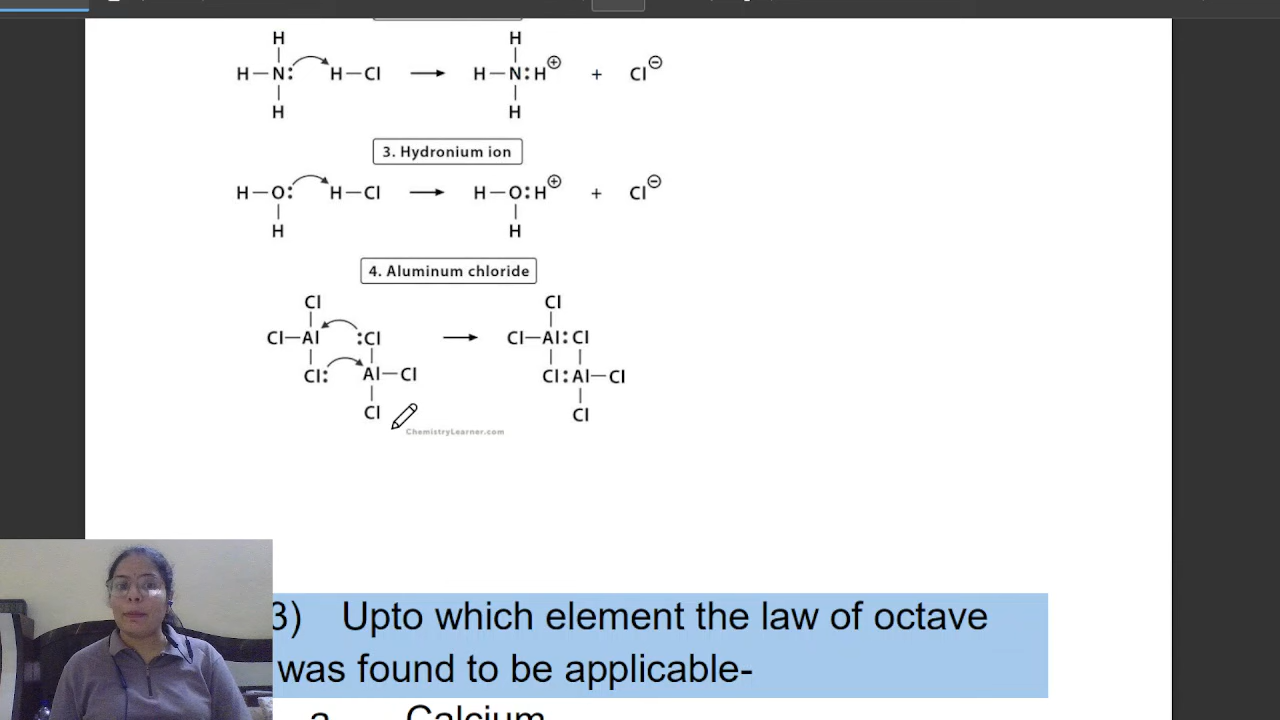 H
H–N: H–Cl → H–N:H⊕ + Cl⊖
H H
3. Hydronium ion
H–O: H–Cl → H–O:H⊕ + Cl⊖
H H
4. Aluminum chloride
Cl Cl
Cl–Al :Cl → Cl–Al:Cl
Cl: Al–Cl Cl:Al–Cl
Cl Cl
ChemistryLearner.com
3) Upto which element the law of octave
was found to be applicable-
a. Calcium